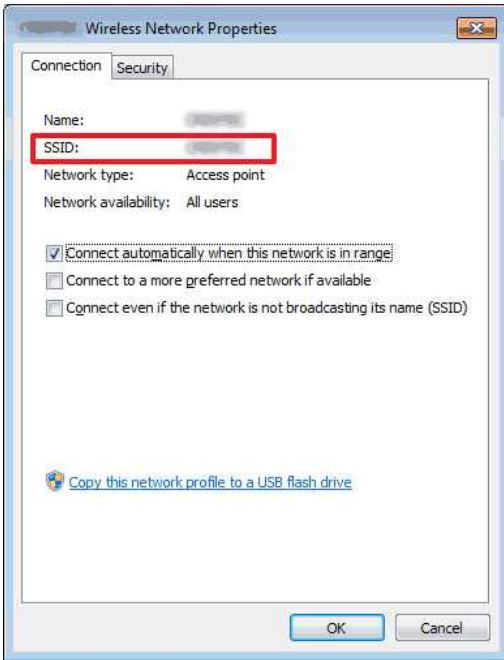 Wireless Network Properties
Connection
Security
Name:
SSID:
Network type: Access point
Network availability: All users
Connect automatically when this network is in range
Connect to a more preferred network if available
Connect even if the network is not broadcasting its name (SSID)
Copy this network profile to a USB flash drive
OK
Cancel